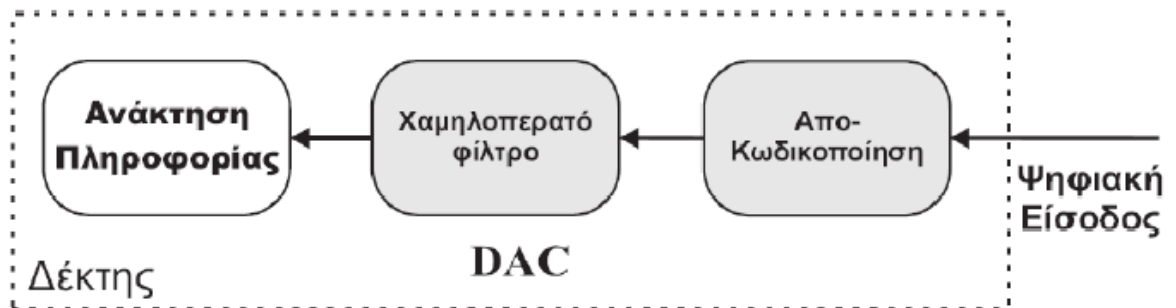 Ανάκτηση
Πληροφορίας
Χαμηλοπερατό
φίλτρο
Απο-
Κωδικοποίηση
Ψηφιακή
Είσοδος
DAC
Δέκτης